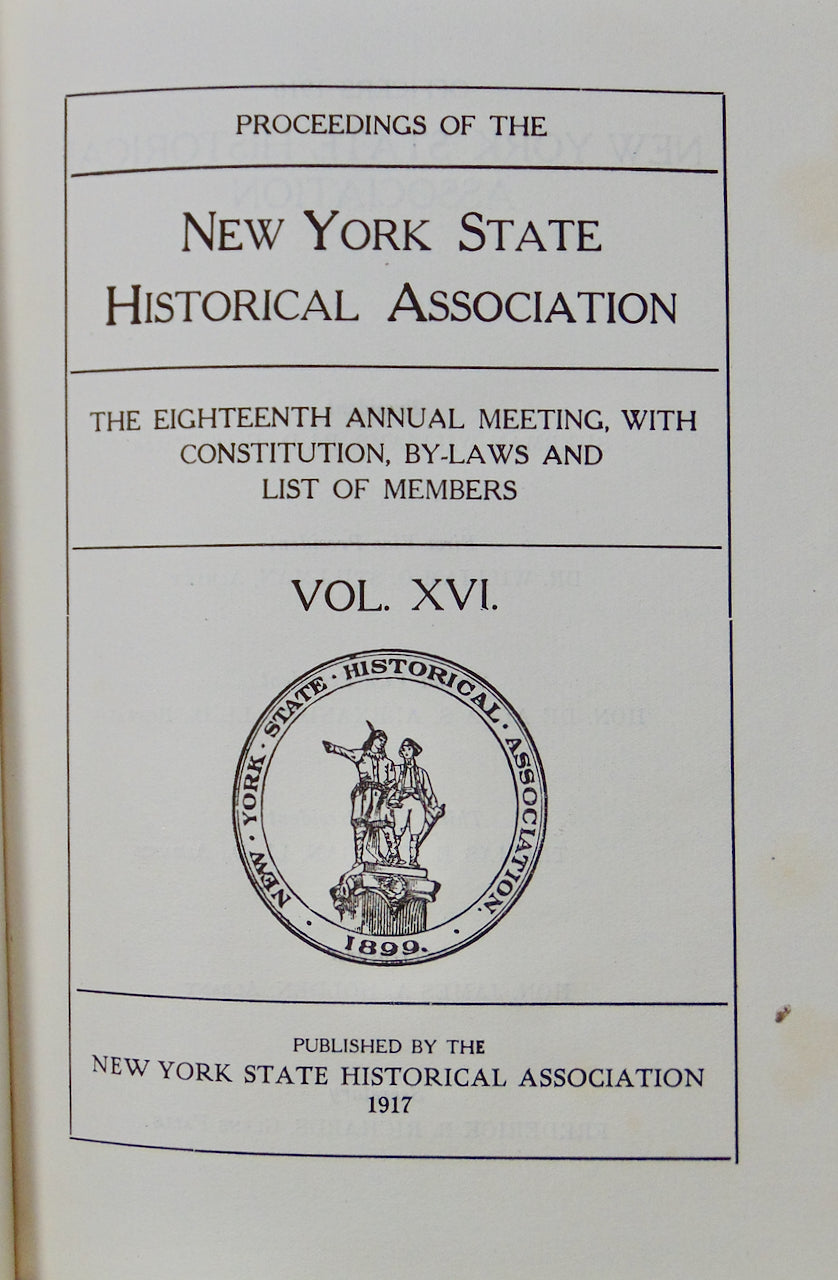 PROCEEDINGS OF THE
NEW YORK STATE
HISTORICAL ASSOCIATION
THE EIGHTEENTH ANNUAL MEETING, WITH
CONSTITUTION, BY-LAWS AND
LIST OF MEMBERS
VOL. XVI.
NEW · YORK · STATE · HISTORICAL · ASSOCIATION.
· 1899. ·
PUBLISHED BY THE
NEW YORK STATE HISTORICAL ASSOCIATION
1917